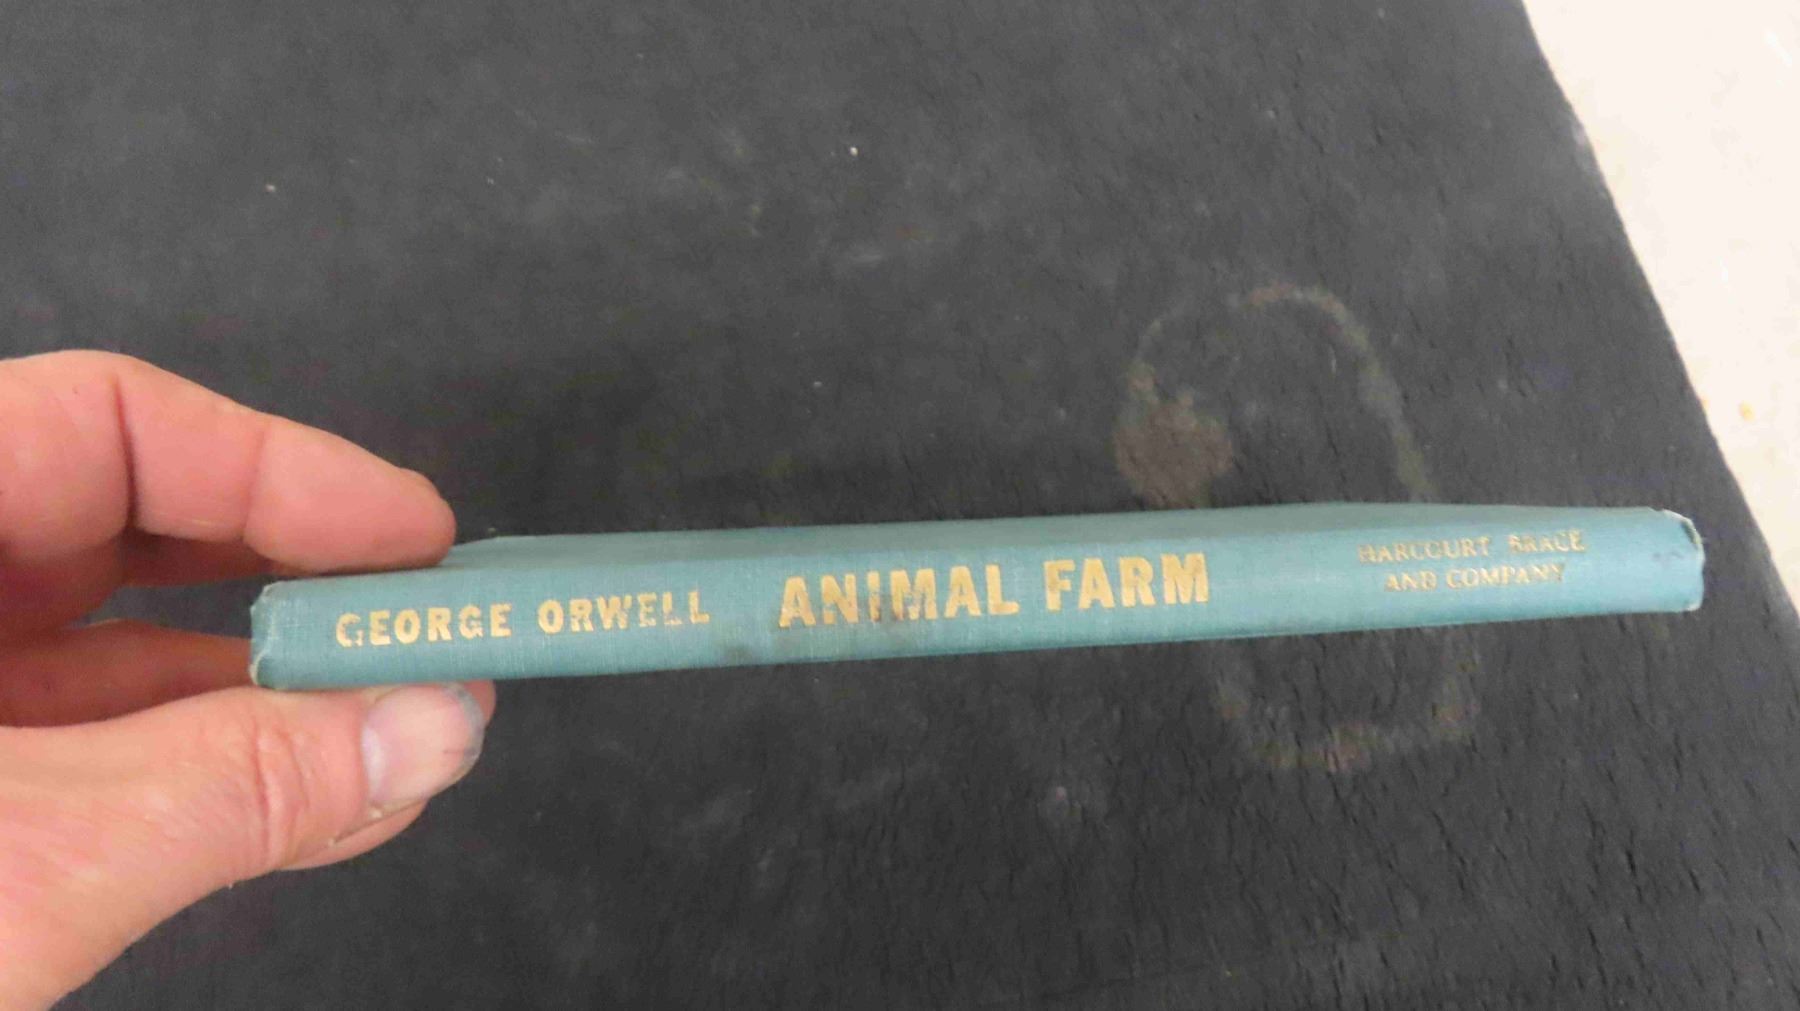 GEORGE ORWELL ANIMAL FARM
HARCOURT BRACE
AND COMPANY